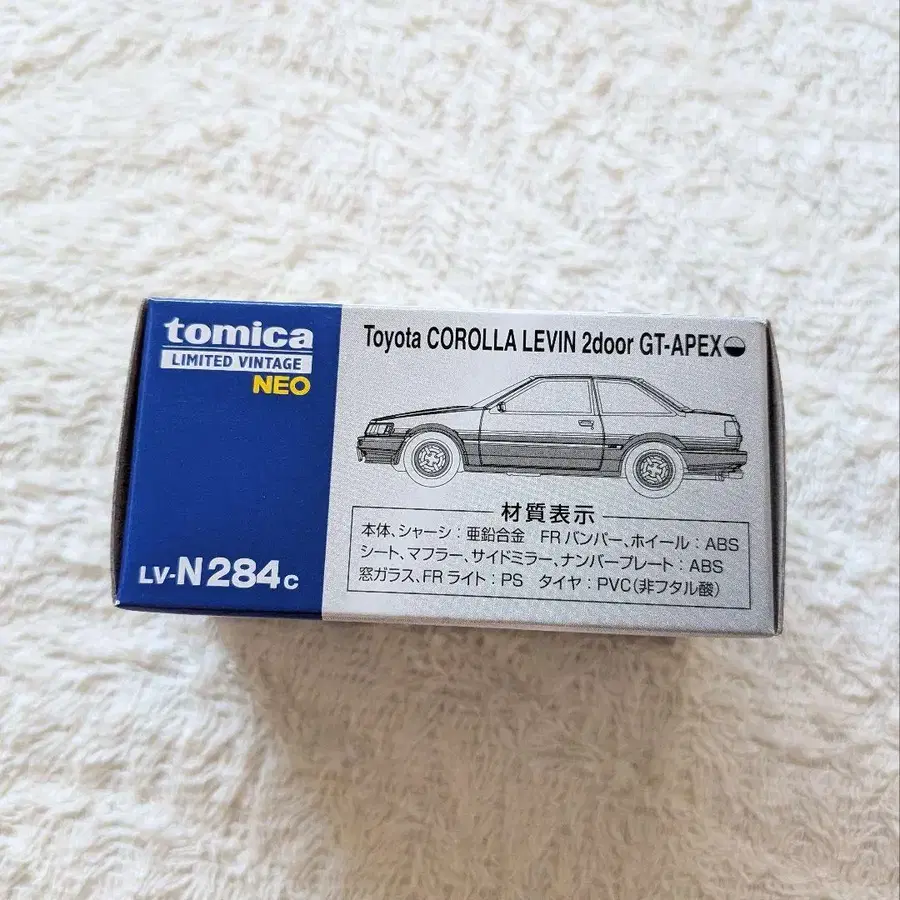 tomica
LIMITED VINTAGE
NEO
LV-N284c
Toyota COROLLA LEVIN 2door GT-APEX
材質表示
本体、シャーシ：亜鉛合金 FRバンパー、ホイール：ABS
シート、マフラー、サイドミラー、ナンバープレート：ABS
窓ガラス、FRライト：PS タイヤ：PVC(非フタル酸)